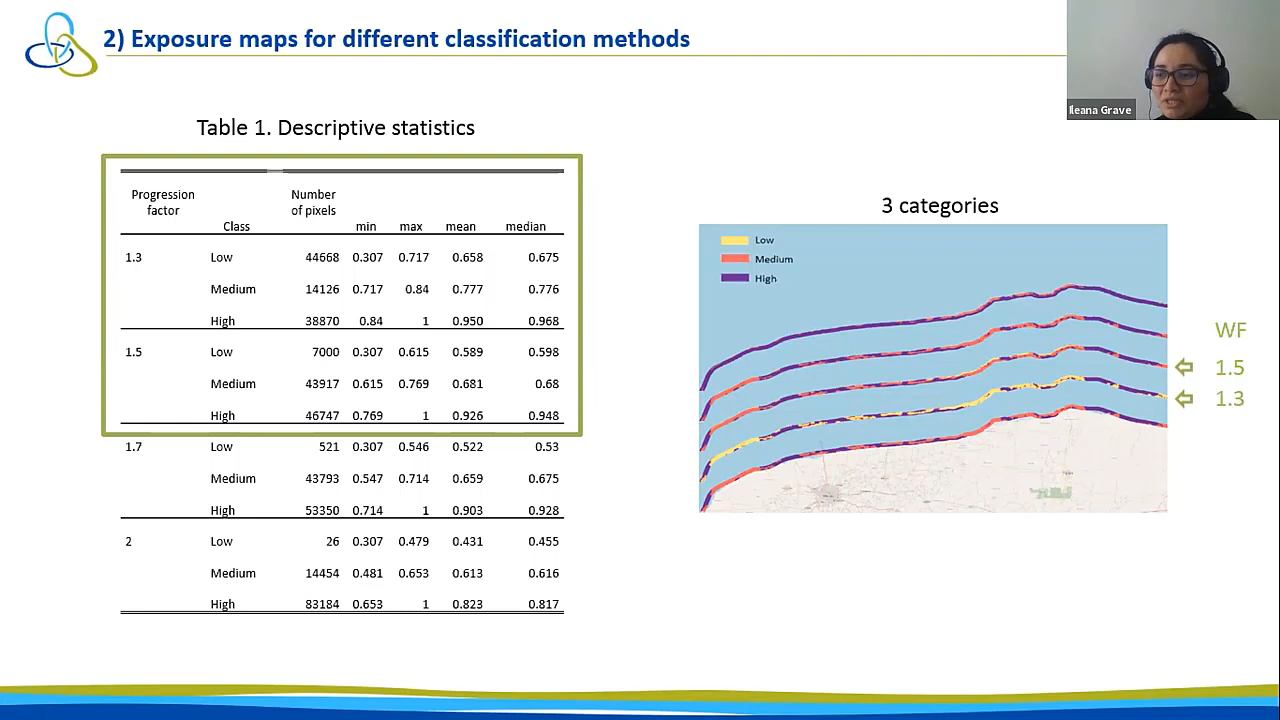 2) Exposure maps for different classification methods
Ileana Grave
Table 1. Descriptive statistics
Progression factor Class Number of pixels min max mean median
1.3 Low 44668 0.307 0.717 0.658 0.675
Medium 14126 0.717 0.84 0.777 0.776
High 38870 0.84 1 0.950 0.968
1.5 Low 7000 0.307 0.615 0.589 0.598
Medium 43917 0.615 0.769 0.681 0.68
High 46747 0.769 1 0.926 0.948
1.7 Low 521 0.307 0.546 0.522 0.53
Medium 43793 0.547 0.714 0.659 0.675
High 53350 0.714 1 0.903 0.928
2 Low 26 0.307 0.479 0.431 0.455
Medium 14454 0.481 0.653 0.613 0.616
High 83184 0.653 1 0.823 0.817
3 categories
Low
Medium
High
WF
1.5
1.3